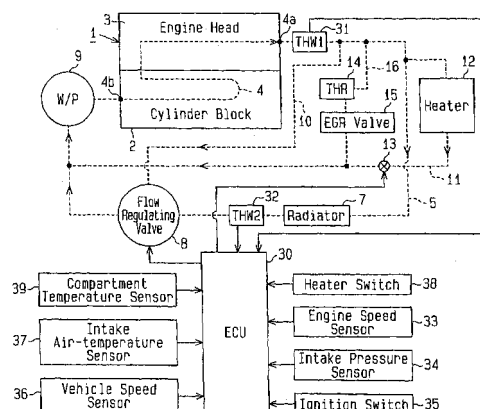 3
Engine Head
4a
1
THW1
31
9
W/P
4b
4
Cylinder Block
2
14
THR
16
12
Heater
15
EGR Valve
10
13
11
Flow
Regulating
Valve
8
32
THW2
7
Radiator
5
30
ECU
39
Compartment
Temperature Sensor
37
Intake
Air-temperature
Sensor
36
Vehicle Speed
Sensor
Heater Switch
38
Engine Speed
Sensor
33
Intake Pressure
Sensor
34
Ignition Switch
35